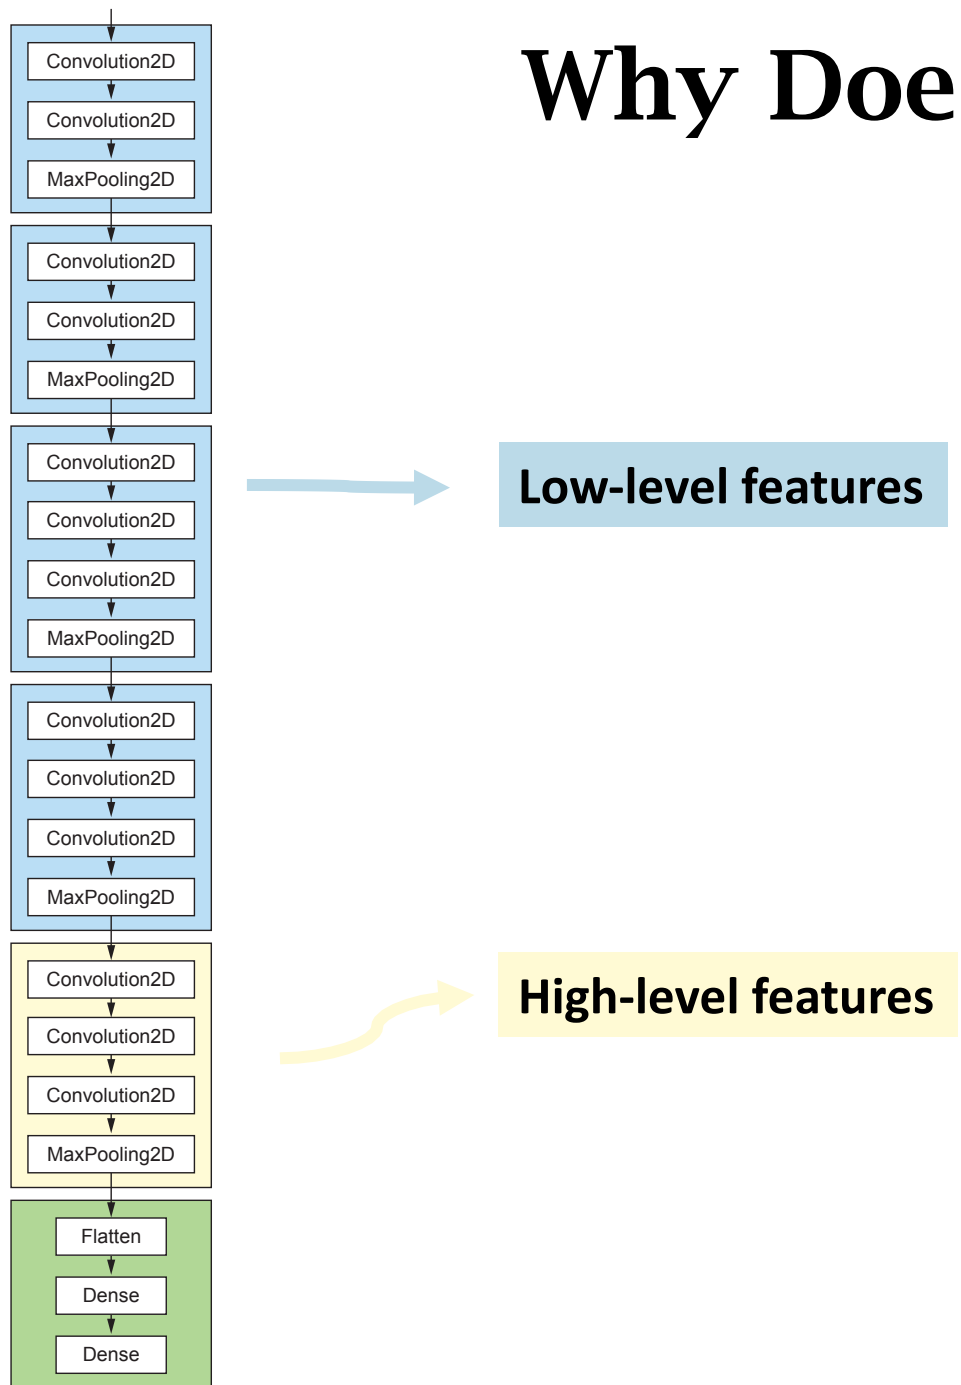 Why Doe
Convolution2D
Convolution2D
MaxPooling2D
Convolution2D
Convolution2D
MaxPooling2D
Convolution2D
Convolution2D
Convolution2D
MaxPooling2D
Low-level features
Convolution2D
Convolution2D
Convolution2D
MaxPooling2D
Convolution2D
Convolution2D
Convolution2D
MaxPooling2D
High-level features
Flatten
Dense
Dense